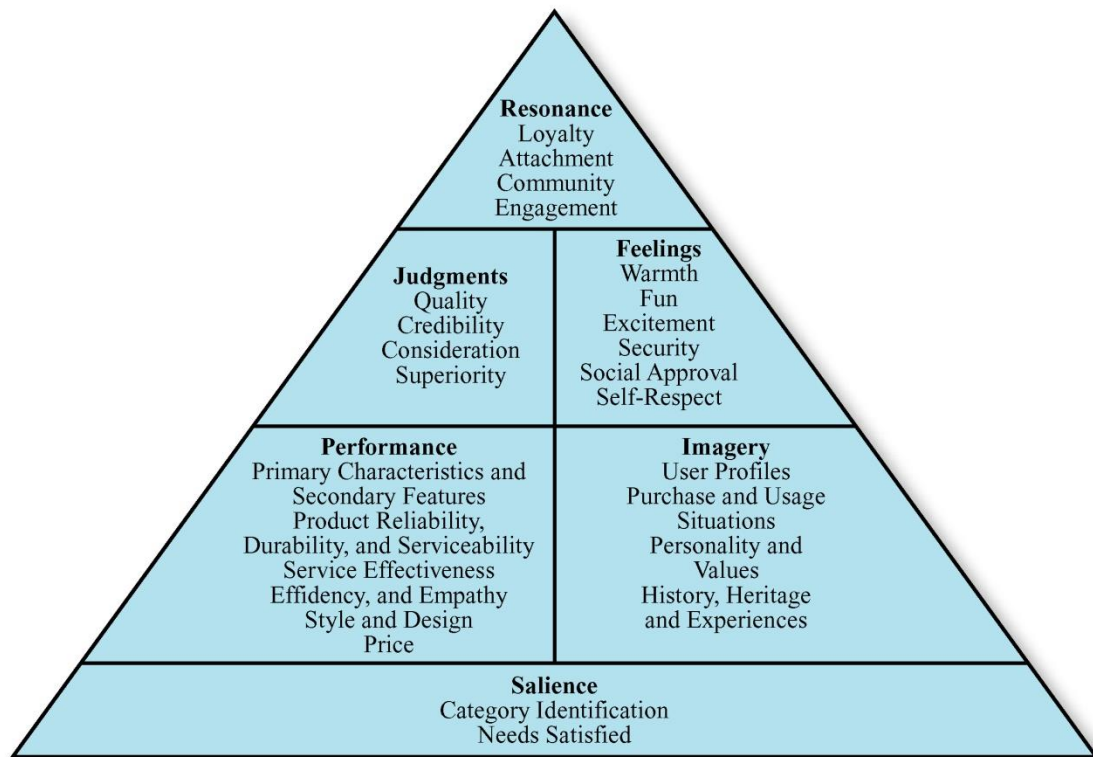 Resonance
Loyalty
Attachment
Community
Engagement
Judgments
Quality
Credibility
Consideration
Superiority
Feelings
Warmth
Fun
Excitement
Security
Social Approval
Self-Respect
Performance
Primary Characteristics and
Secondary Features
Product Reliability,
Durability, and Serviceability
Service Effectiveness
Effidency, and Empathy
Style and Design
Price
Imagery
User Profiles
Purchase and Usage
Situations
Personality and
Values
History, Heritage
and Experiences
Salience
Category Identification
Needs Satisfied